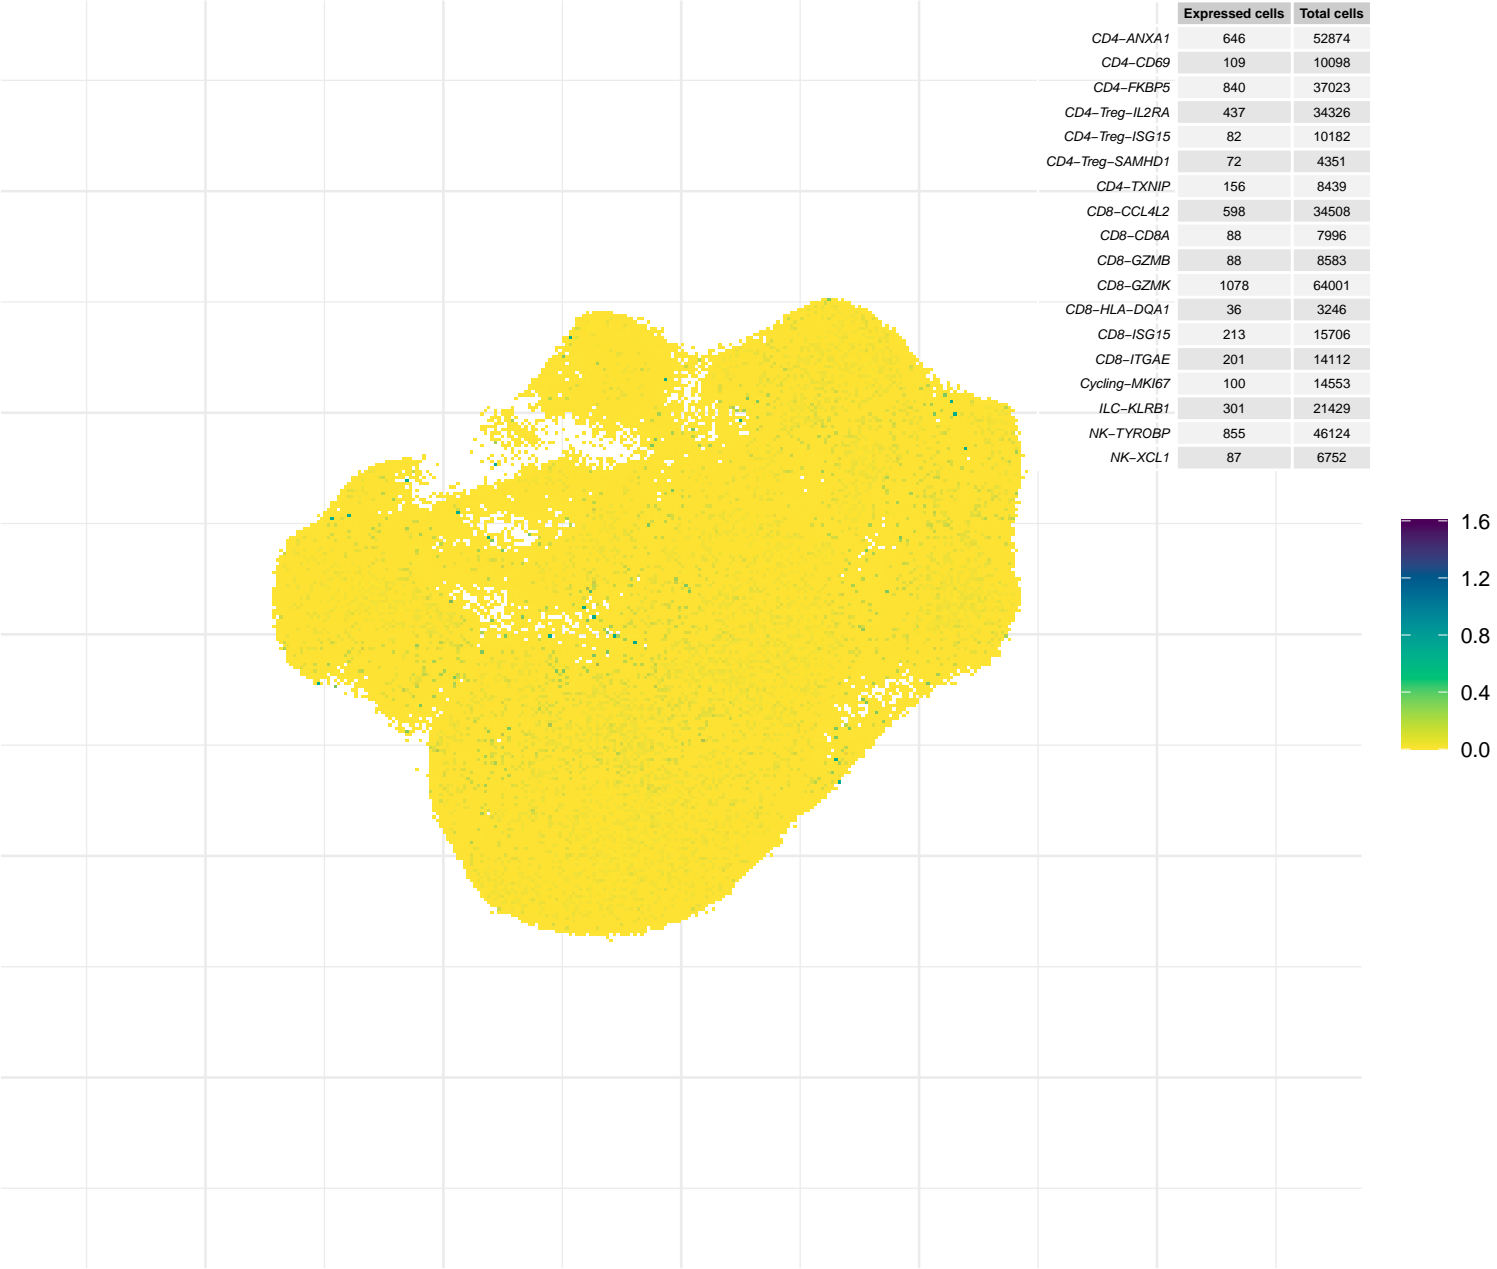 Expressed cells Total cells
CD4−ANXA1 646 52874
CD4−CD69 109 10098
CD4−FKBP5 840 37023
CD4−Treg−IL2RA 437 34326
CD4−Treg−ISG15 82 10182
CD4−Treg−SAMHD1 72 4351
CD4−TXNIP 156 8439
CD8−CCL4L2 598 34508
CD8−CD8A 88 7996
CD8−GZMB 88 8583
CD8−GZMK 1078 64001
CD8−HLA−DQA1 36 3246
CD8−ISG15 213 15706
CD8−ITGAE 201 14112
Cycling−MKI67 100 14553
ILC−KLRB1 301 21429
NK−TYROBP 855 46124
NK−XCL1 87 6752
1.6
1.2
0.8
0.4
0.0